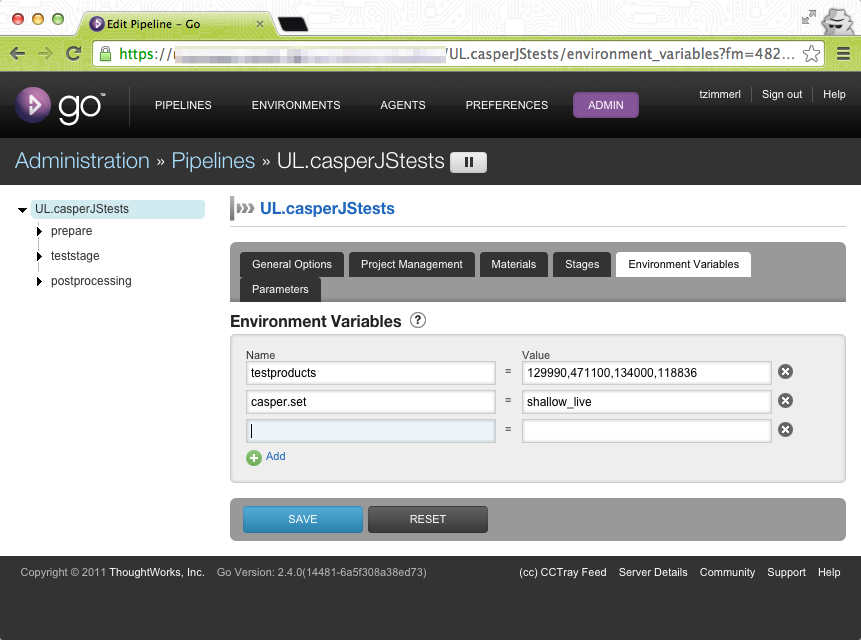 Edit Pipeline – Go
https:// /UL.casperJStests/environment_variables?fm=482...
go™ PIPELINES ENVIRONMENTS AGENTS PREFERENCES ADMIN tzimmerl Sign out Help
Administration » Pipelines » UL.casperJStests
UL.casperJStests
prepare
teststage
postprocessing
UL.casperJStests
General Options Project Management Materials Stages Environment Variables
Parameters
Environment Variables ?
Name Value
testproducts = 129990,471100,134000,118836
casper.set = shallow_live
=
Add
SAVE RESET
Copyright © 2011 ThoughtWorks, Inc. Go Version: 2.4.0(14481-6a5f308a38ed73) (cc) CCTray Feed Server Details Community Support Help